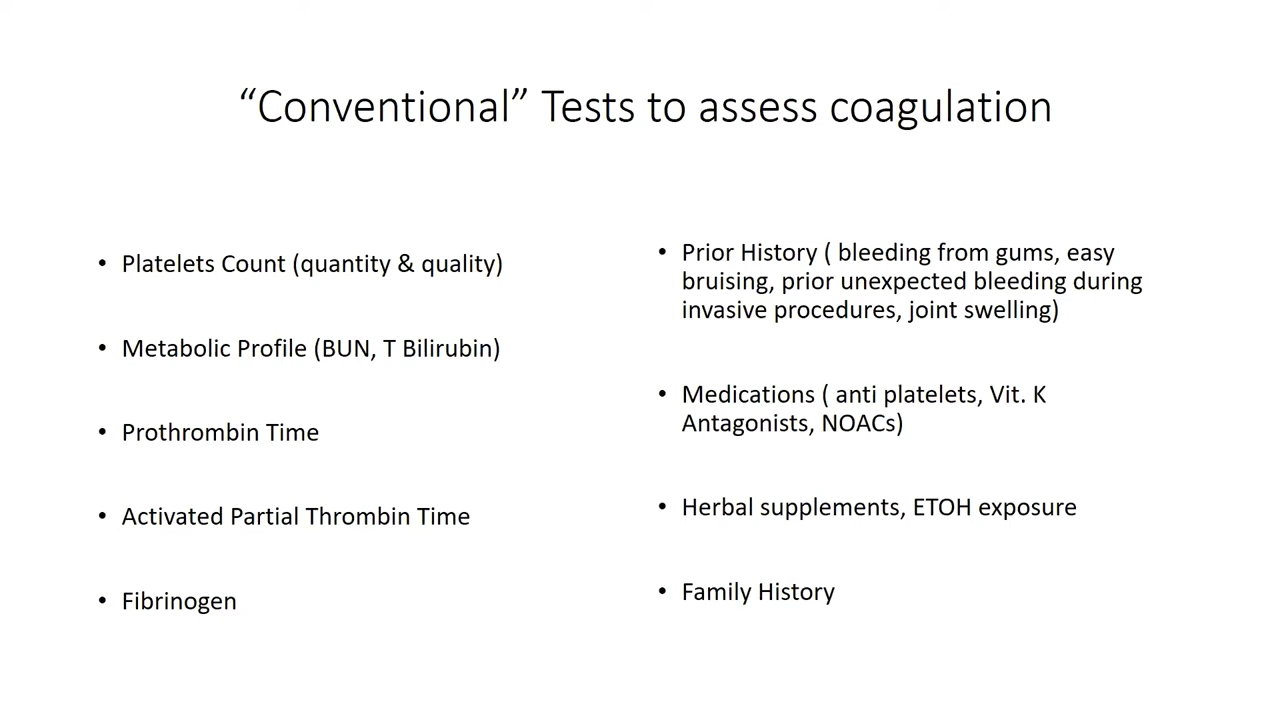 “Conventional” Tests to assess coagulation
• Platelets Count (quantity & quality)
• Metabolic Profile (BUN, T Bilirubin)
• Prothrombin Time
• Activated Partial Thrombin Time
• Fibrinogen
• Prior History ( bleeding from gums, easy
bruising, prior unexpected bleeding during
invasive procedures, joint swelling)
• Medications ( anti platelets, Vit. K
Antagonists, NOACs)
• Herbal supplements, ETOH exposure
• Family History